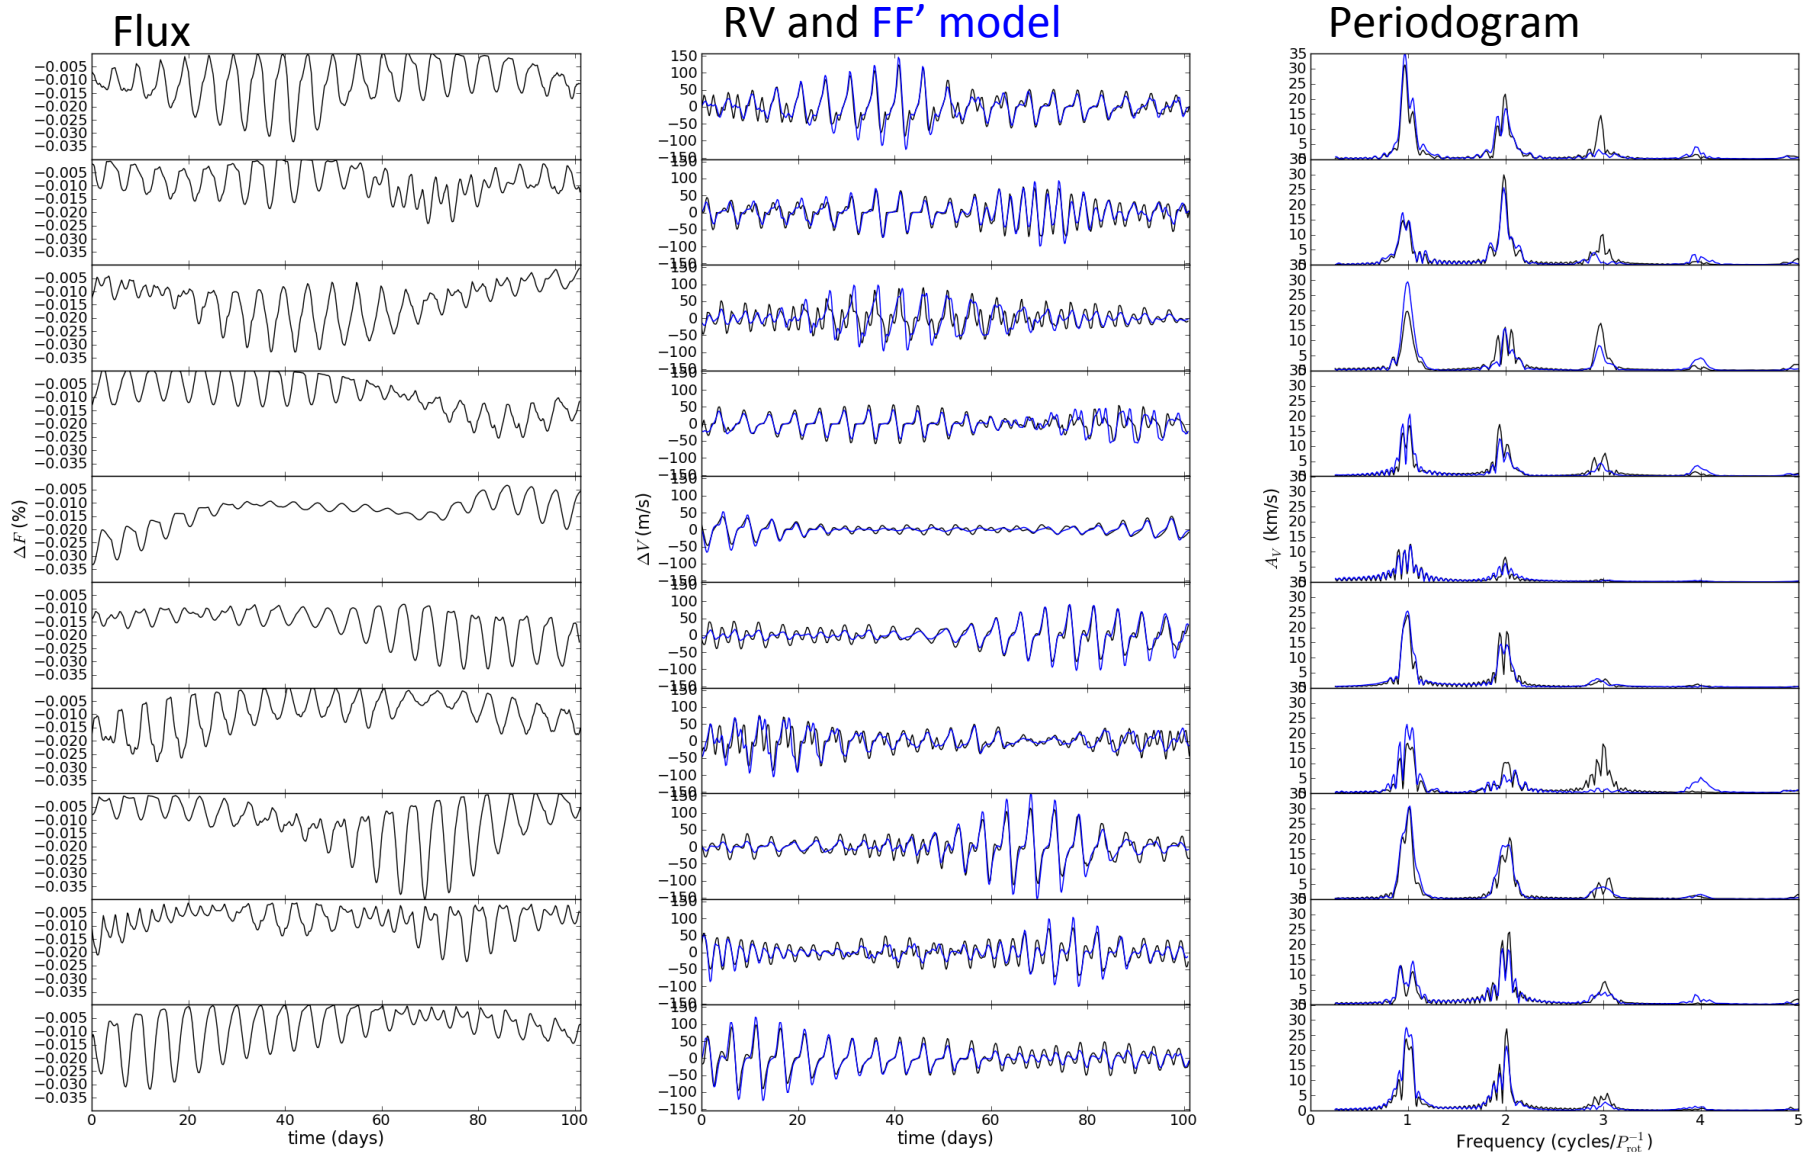 Flux
RV and FF’ model
Periodogram
ΔF (%)
−0.005
−0.010
−0.015
−0.020
−0.025
−0.030
−0.035
0 20 40 60 80 100
time (days)
ΔV (m/s)
150
100
50
0
−50
−100
−150
0 20 40 60 80 100
time (days)
A_V (km/s)
35
30
25
20
15
10
5
0
0 1 2 3 4 5
Frequency (cycles/P_rot^−1)